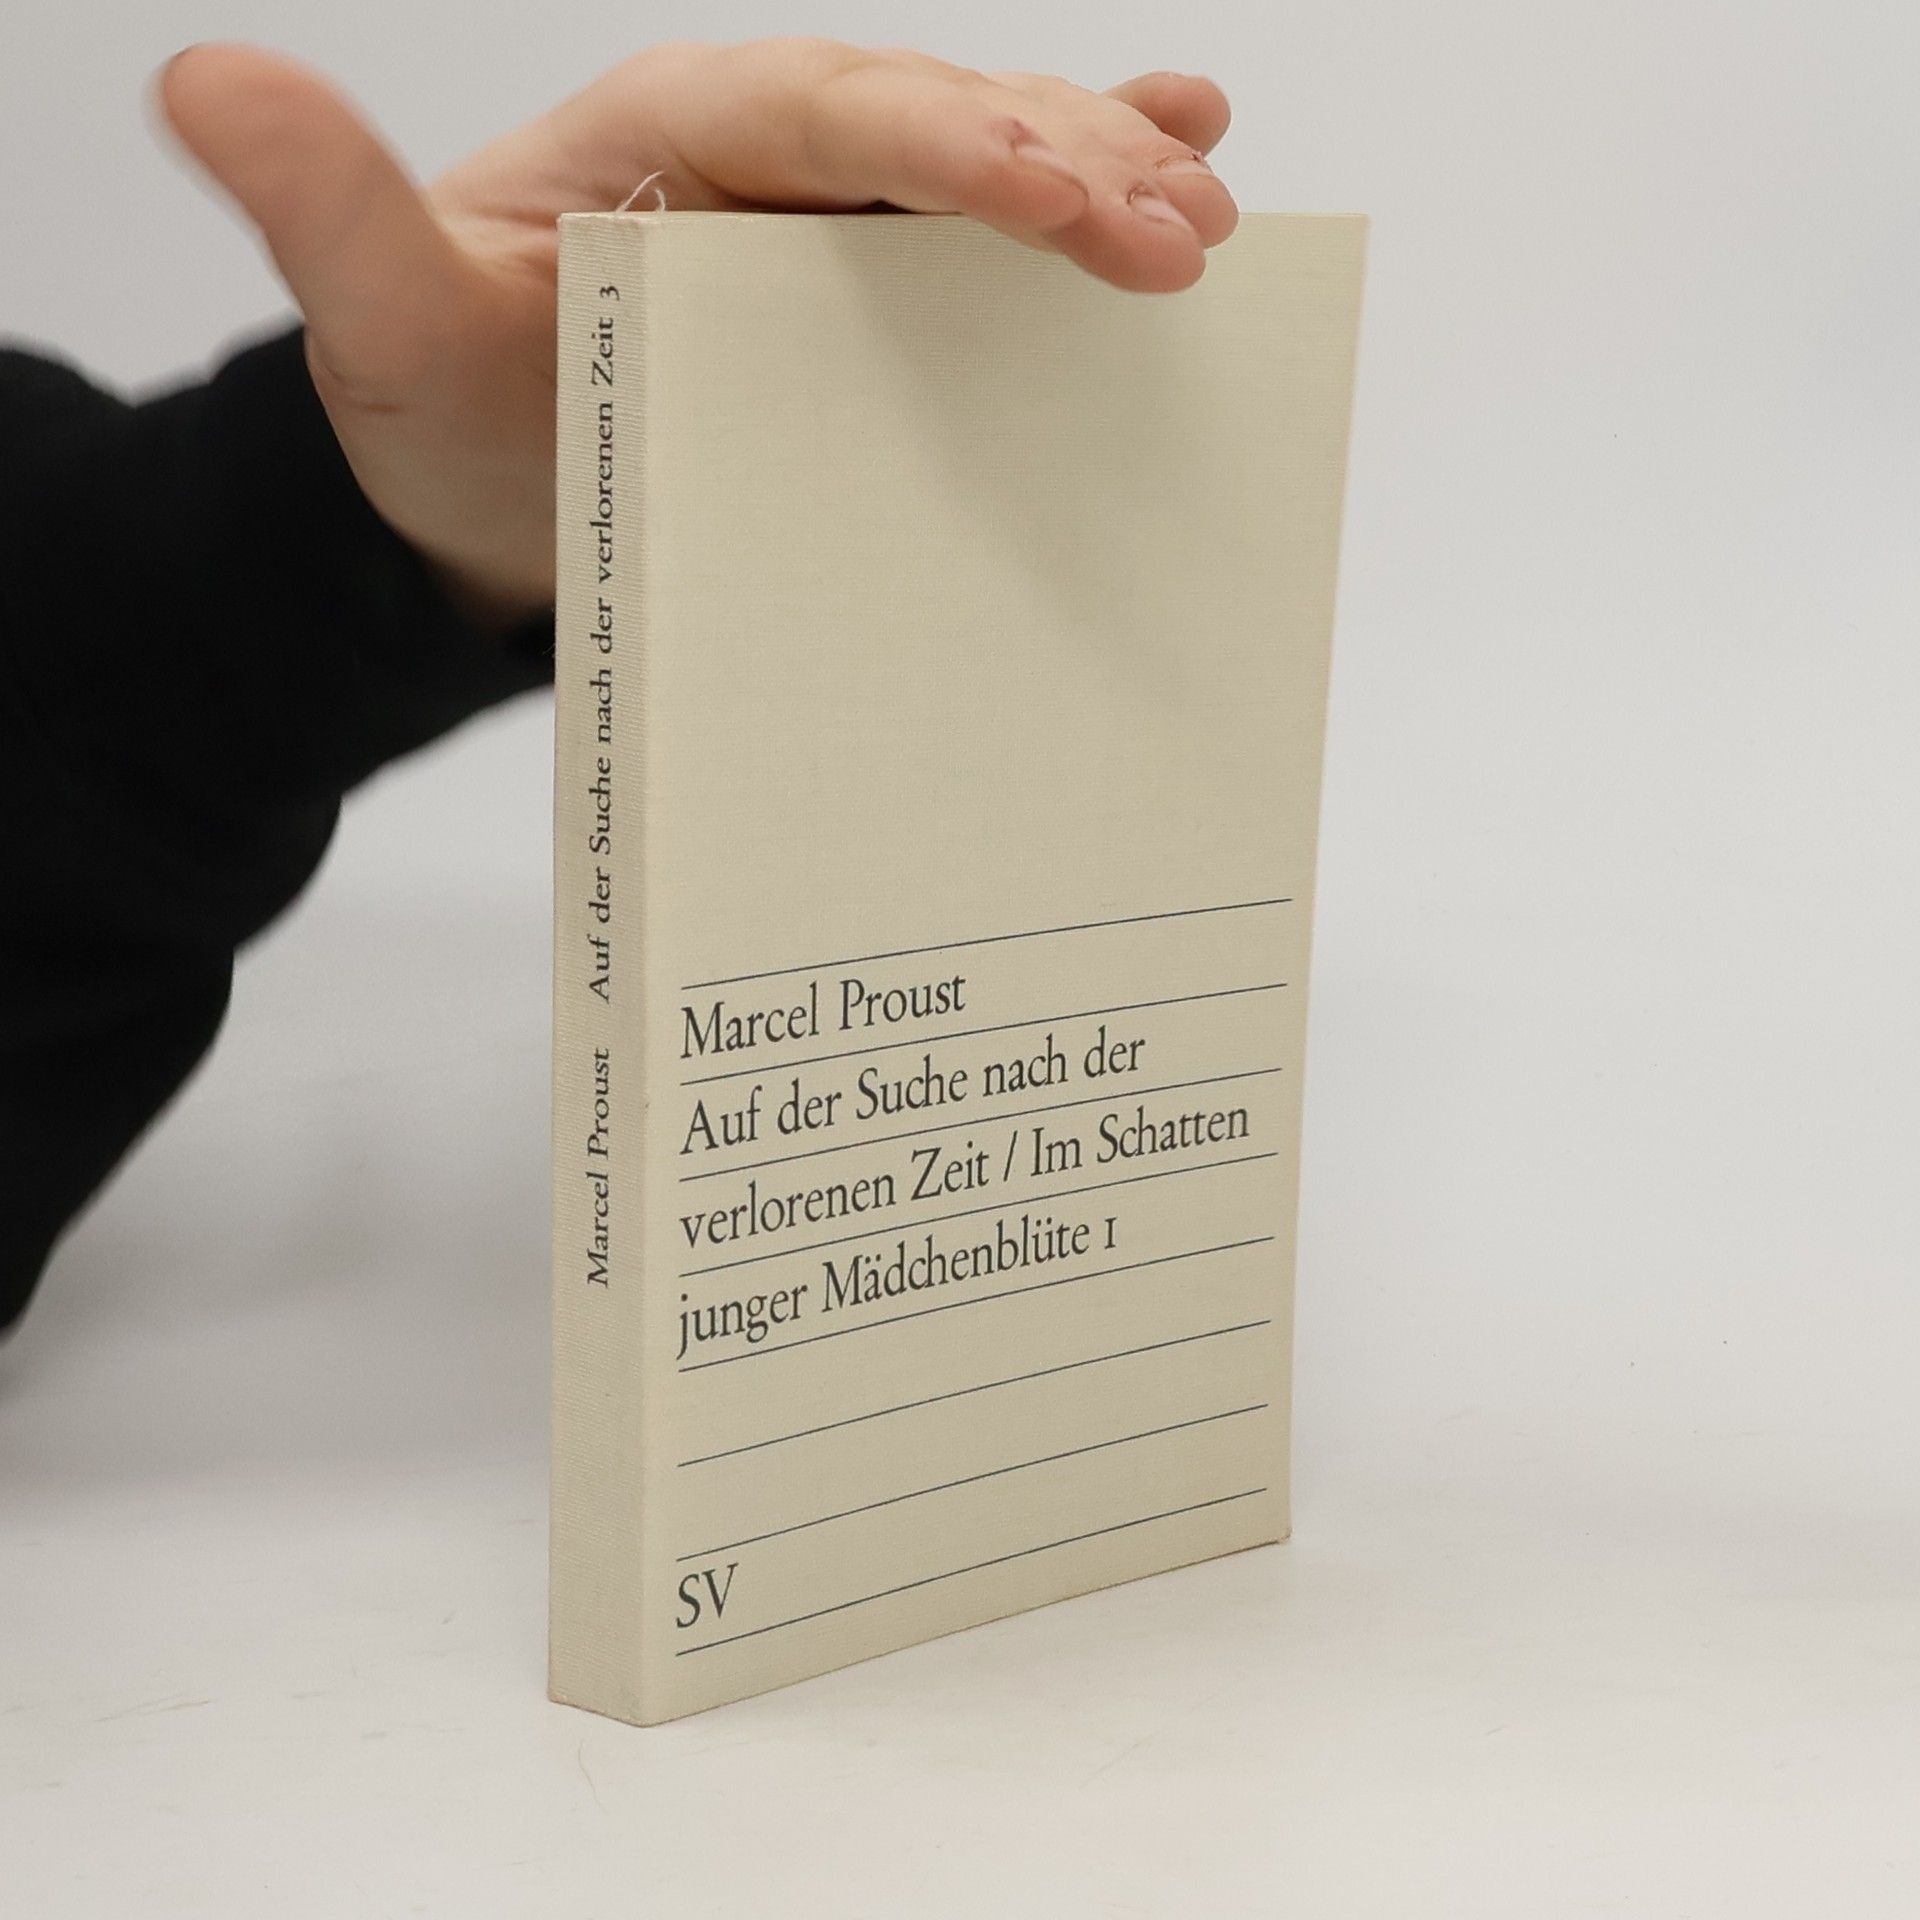 Marcel Proust   Auf der Suche nach der verlorenen Zeit 3
Marcel Proust
Auf der Suche nach der
verlorenen Zeit / Im Schatten
junger Mädchenblüte 1
SV